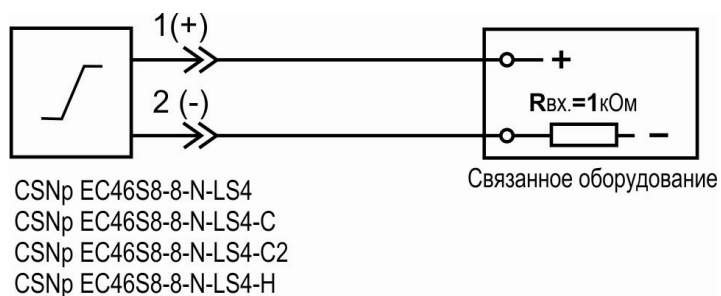 1(+)
+
Rвх.=1кОм
2 (-)
−
Связанное оборудование
CSNp EC46S8-8-N-LS4
CSNp EC46S8-8-N-LS4-C
CSNp EC46S8-8-N-LS4-C2
CSNp EC46S8-8-N-LS4-H